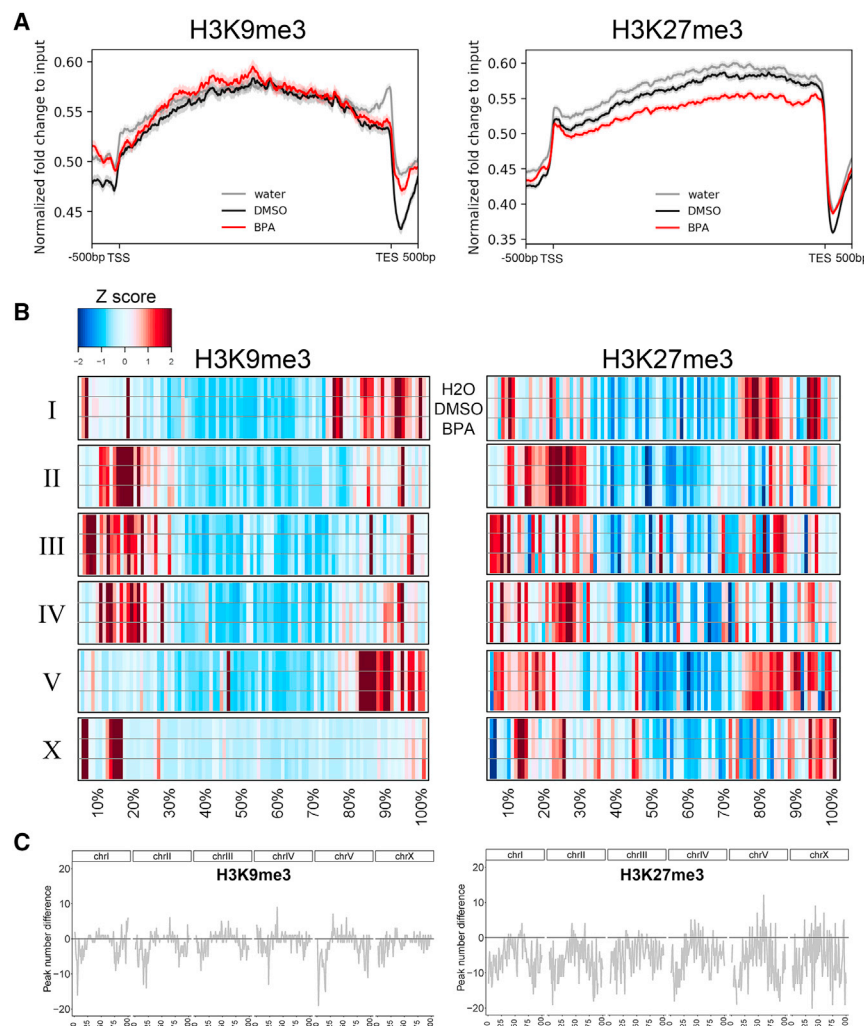 A
H3K9me3
H3K27me3
Normalized fold change to input
0.60
0.55
0.50
0.45
water
DMSO
BPA
-500bp TSS
TES 500bp
Normalized fold change to input
0.60
0.55
0.50
0.45
0.40
0.35
water
DMSO
BPA
-500bp TSS
TES 500bp
B
Z score
-2 -1 0 1 2
H3K9me3
H3K27me3
H2O
DMSO
BPA
I
II
III
IV
V
X
10% 20% 30% 40% 50% 60% 70% 80% 90% 100%
10% 20% 30% 40% 50% 60% 70% 80% 90% 100%
C
chrI chrII chrIII chrIV chrV chrX
H3K9me3
Peak number difference
20
10
0
-10
-20
chrI chrII chrIII chrIV chrV chrX
H3K27me3
Peak number difference
20
10
0
-10
-20